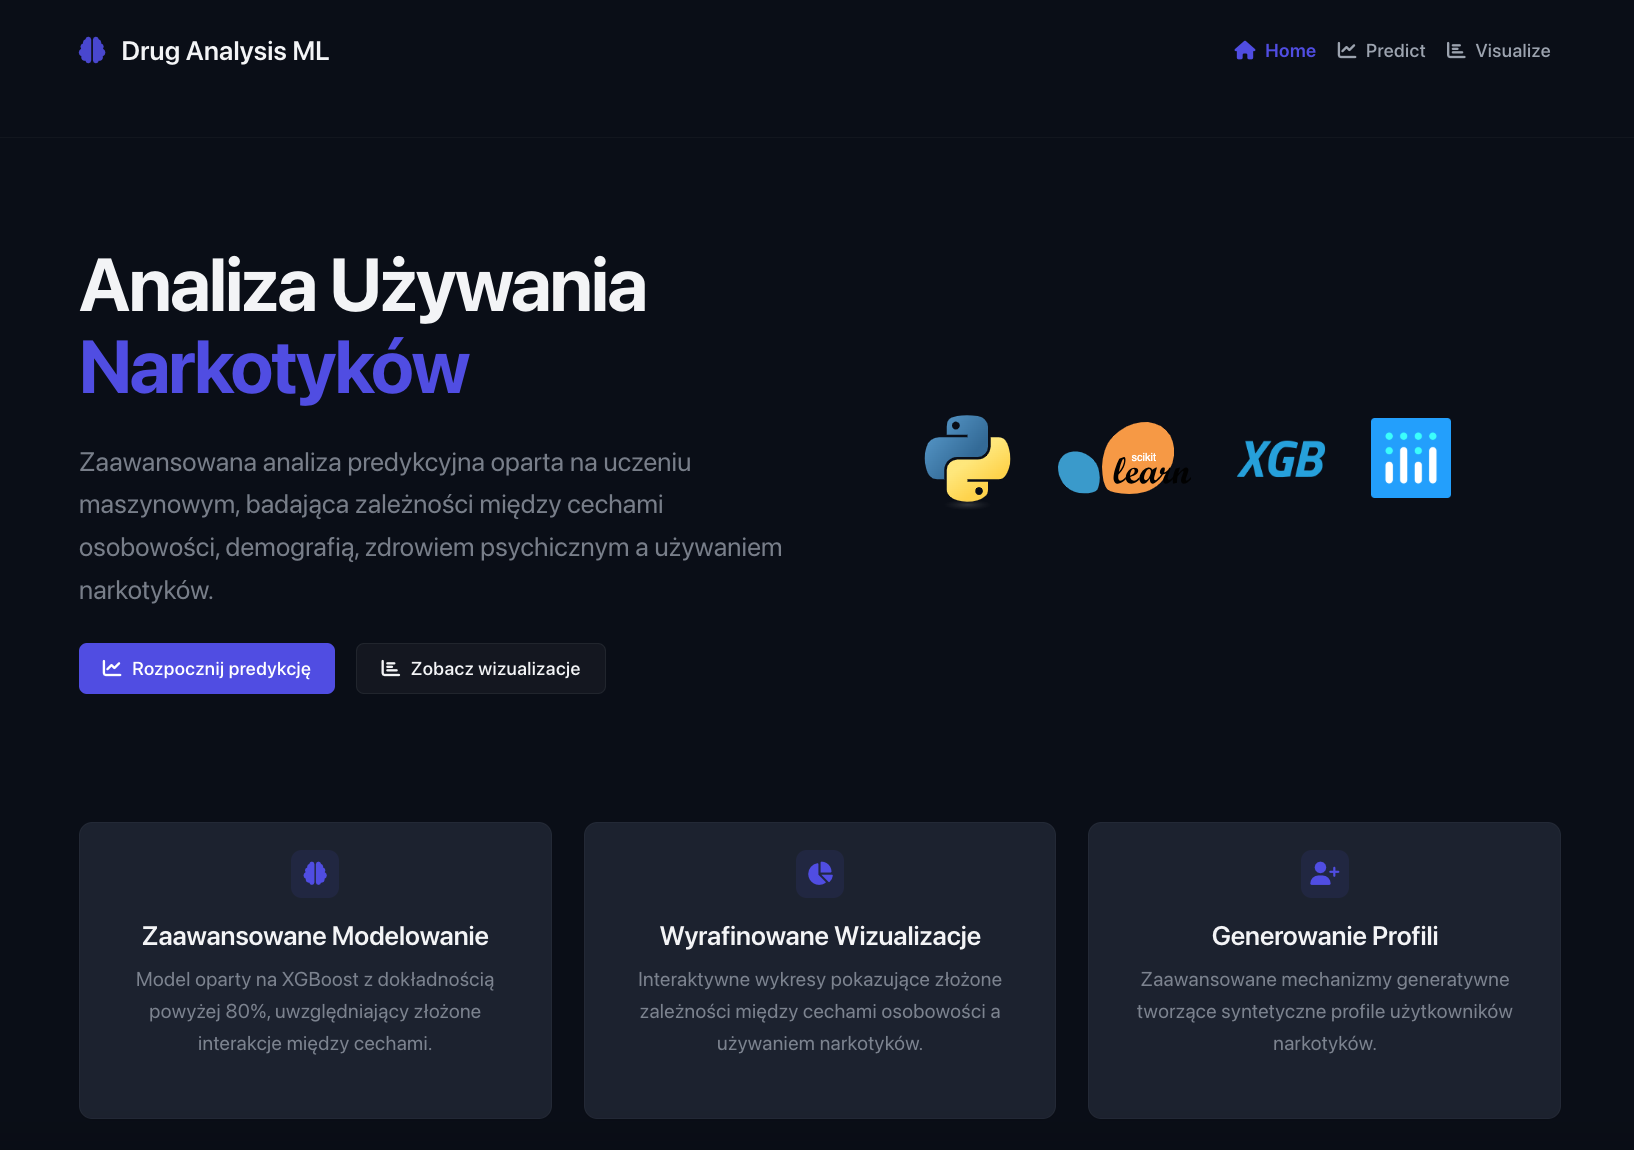 Drug Analysis ML
Home
Predict
Visualize
Analiza Używania
Narkotyków
Zaawansowana analiza predykcyjna oparta na uczeniu
maszynowym, badająca zależności między cechami
osobowości, demografią, zdrowiem psychicznym a używaniem
narkotyków.
scikit
learn
XGB
Rozpocznij predykcję
Zobacz wizualizacje
Zaawansowane Modelowanie
Model oparty na XGBoost z dokładnością
powyżej 80%, uwzględniający złożone
interakcje między cechami.
Wyrafinowane Wizualizacje
Interaktywne wykresy pokazujące złożone
zależności między cechami osobowości a
używaniem narkotyków.
Generowanie Profili
Zaawansowane mechanizmy generatywne
tworzące syntetyczne profile użytkowników
narkotyków.